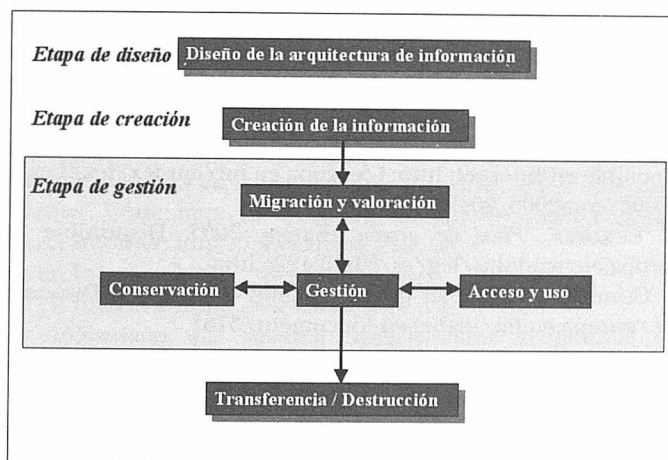 Etapa de diseño Diseño de la arquitectura de información
Etapa de creación Creación de la información
Etapa de gestión
Migración y valoración
Conservación Gestión Acceso y uso
Transferencia / Destrucción